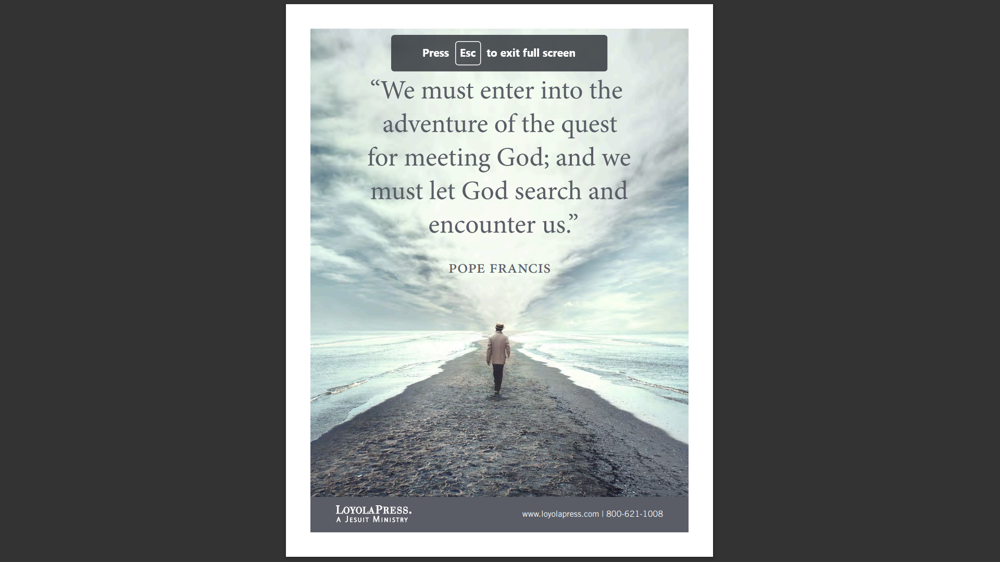 Press Esc to exit full screen
“We must enter into the
adventure of the quest
for meeting God; and we
must let God search and
encounter us.”
POPE FRANCIS
LOYOLAPRESS.
A JESUIT MINISTRY
www.loyolapress.com | 800-621-1008